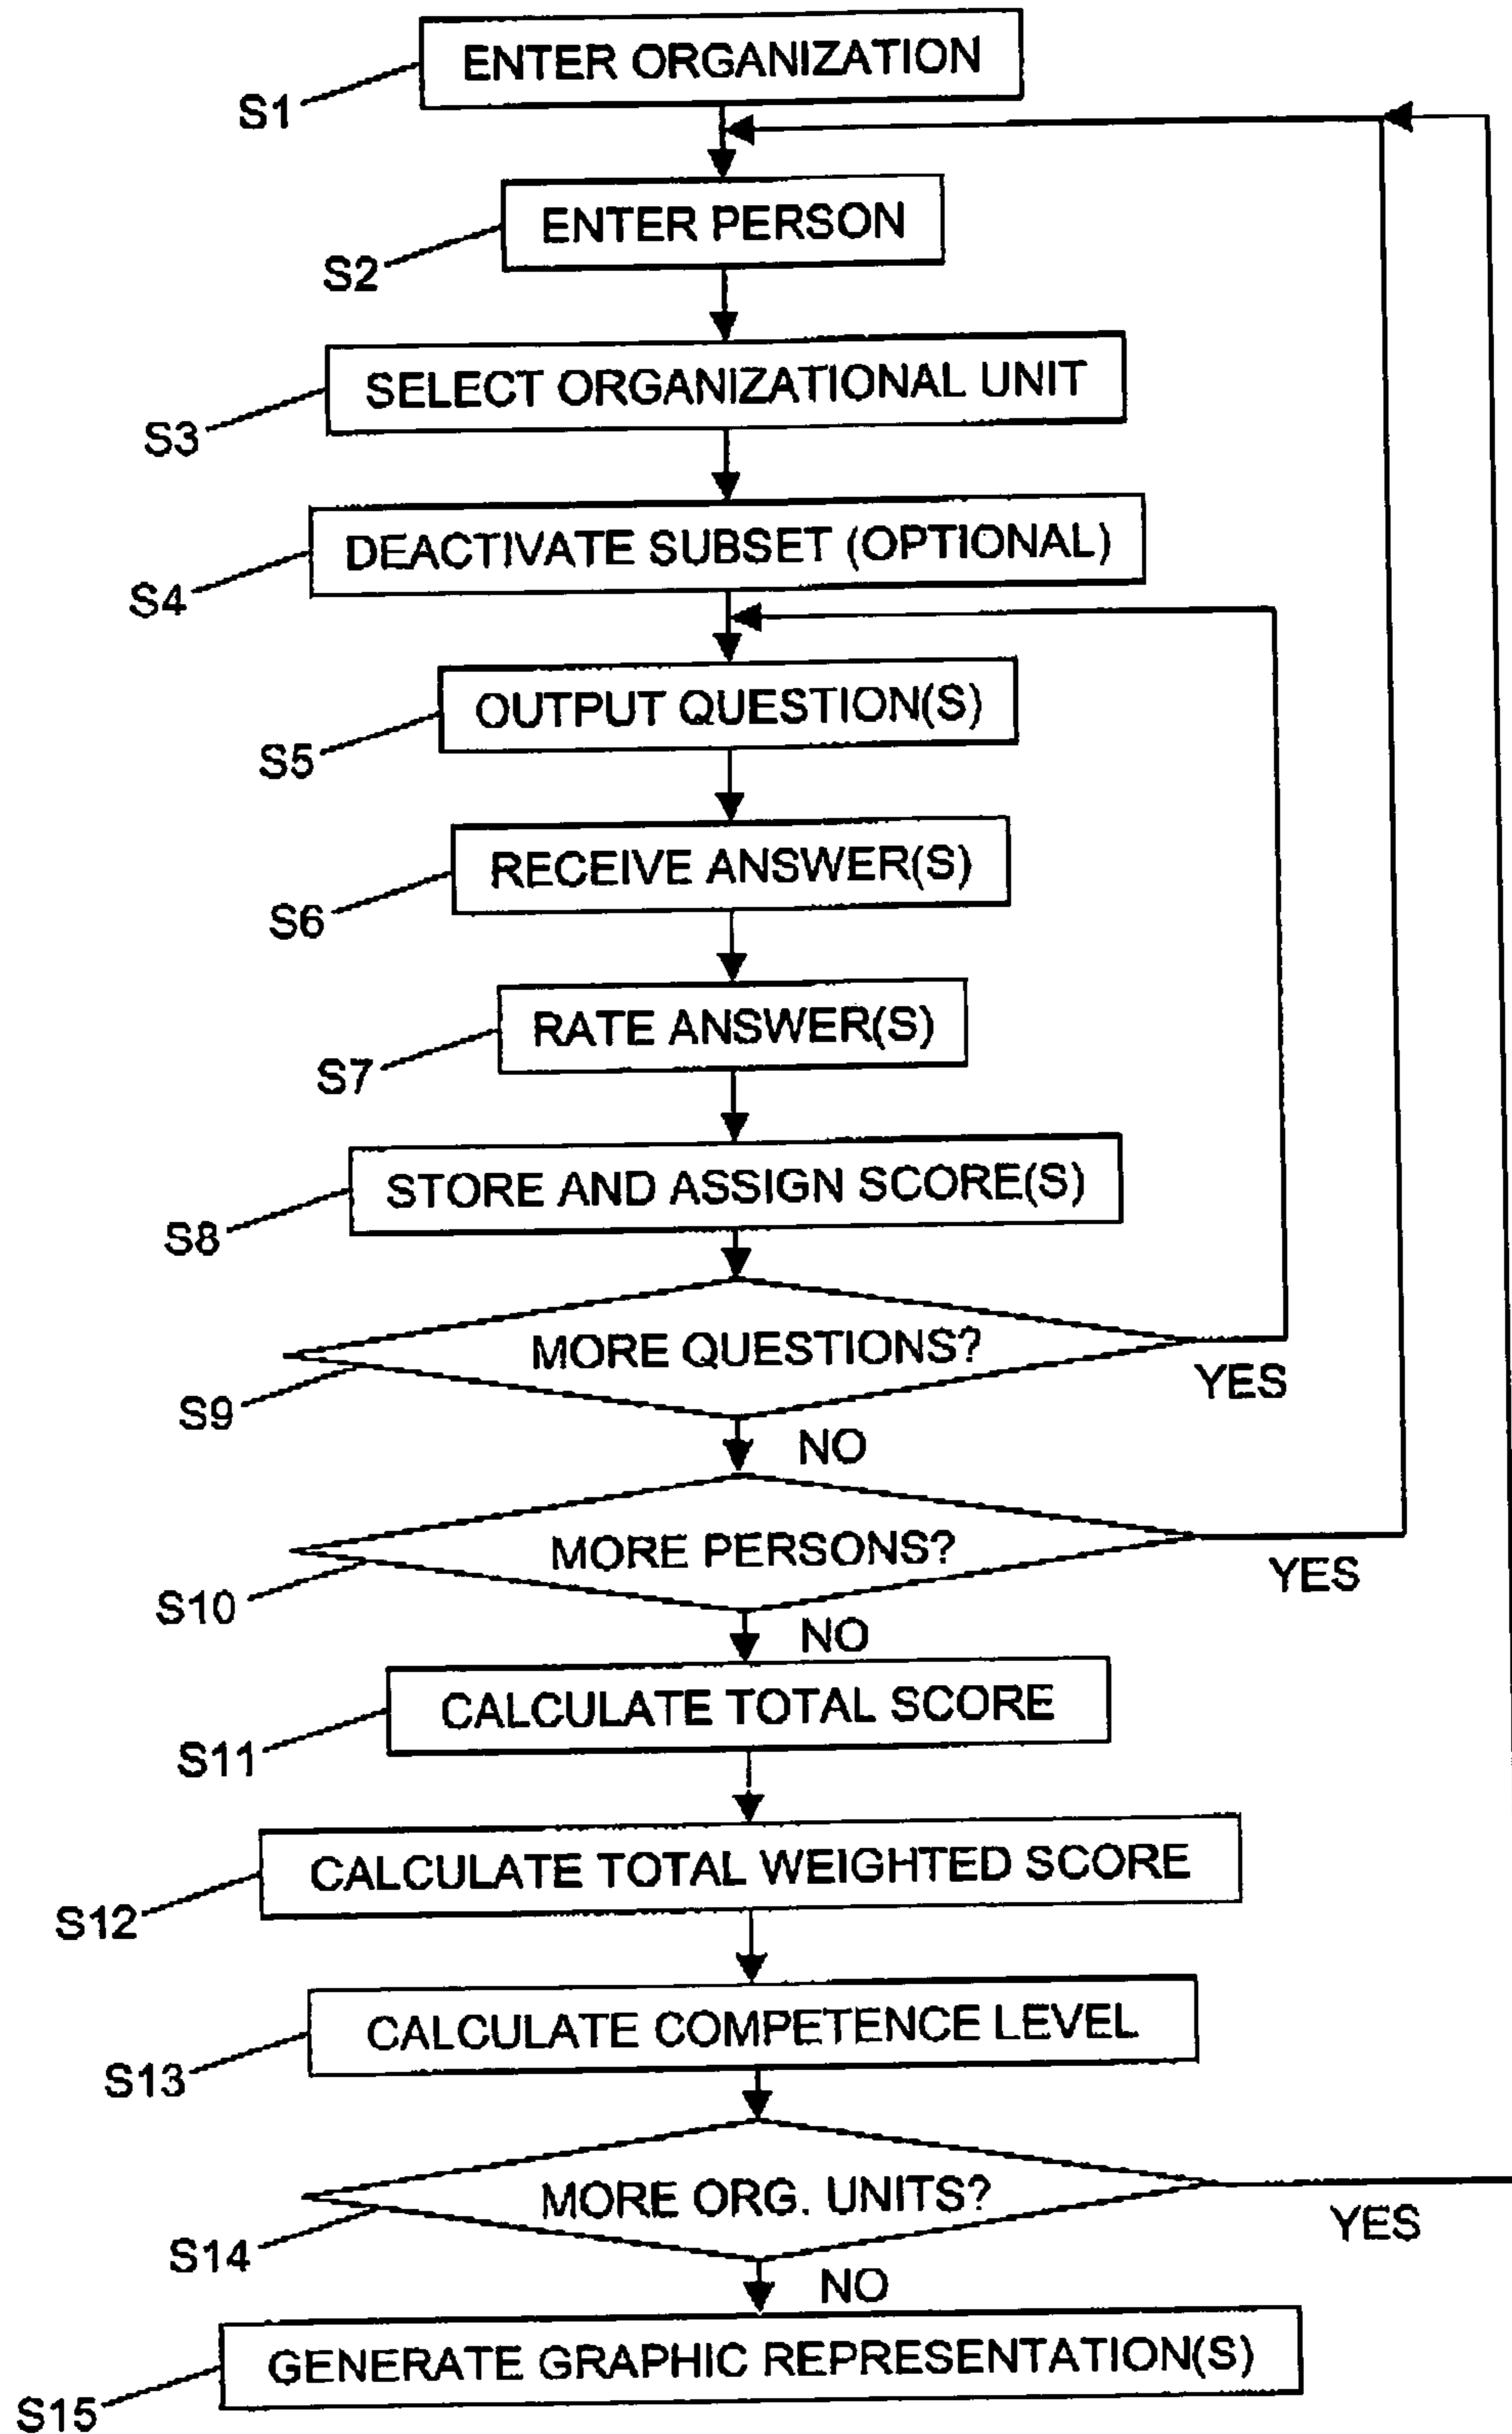 ENTER ORGANIZATION
S1
ENTER PERSON
S2
SELECT ORGANIZATIONAL UNIT
S3
DEACTIVATE SUBSET (OPTIONAL)
S4
OUTPUT QUESTION(S)
S5
RECEIVE ANSWER(S)
S6
RATE ANSWER(S)
S7
STORE AND ASSIGN SCORE(S)
S8
MORE QUESTIONS?
YES
S9
NO
MORE PERSONS?
YES
S10
NO
CALCULATE TOTAL SCORE
S11
CALCULATE TOTAL WEIGHTED SCORE
S12
CALCULATE COMPETENCE LEVEL
S13
MORE ORG. UNITS?
YES
S14
NO
GENERATE GRAPHIC REPRESENTATION(S)
S15